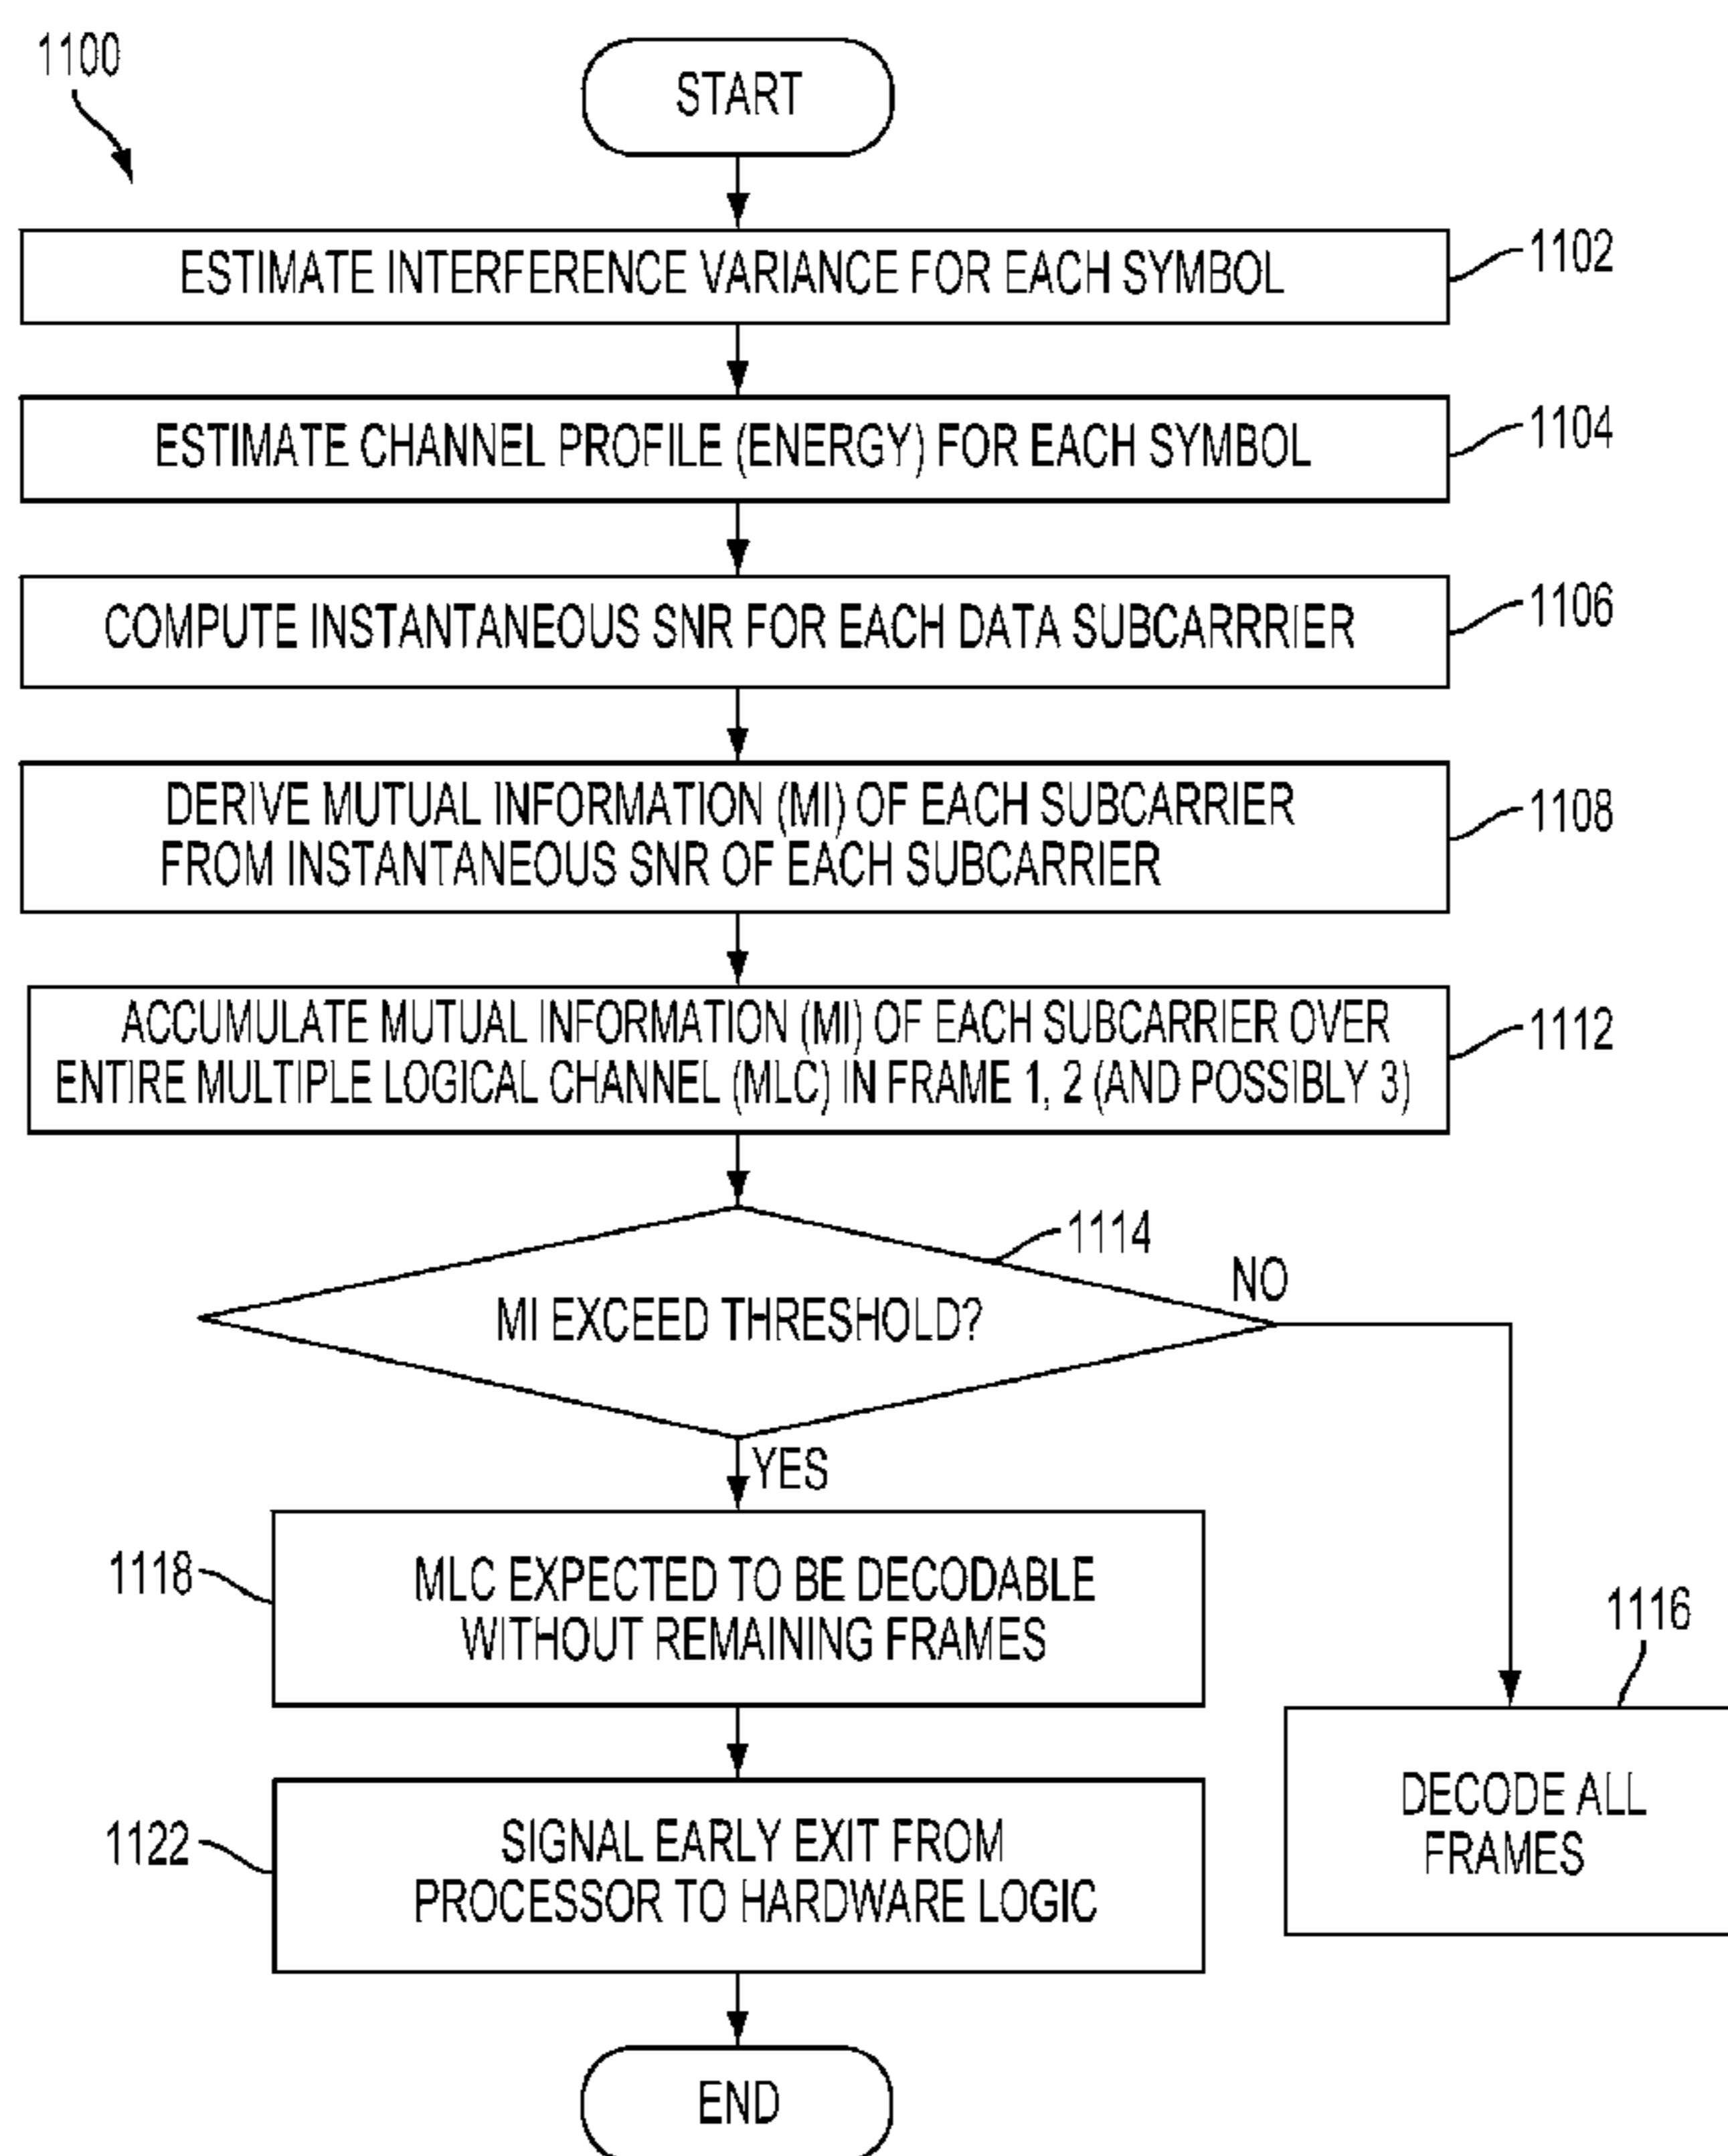 1100
START
ESTIMATE INTERFERENCE VARIANCE FOR EACH SYMBOL
1102
ESTIMATE CHANNEL PROFILE (ENERGY) FOR EACH SYMBOL
1104
COMPUTE INSTANTANEOUS SNR FOR EACH DATA SUBCARRRIER
1106
DERIVE MUTUAL INFORMATION (MI) OF EACH SUBCARRIER
FROM INSTANTANEOUS SNR OF EACH SUBCARRIER
1108
ACCUMULATE MUTUAL INFORMATION (MI) OF EACH SUBCARRIER OVER
ENTIRE MULTIPLE LOGICAL CHANNEL (MLC) IN FRAME 1, 2 (AND POSSIBLY 3)
1112
MI EXCEED THRESHOLD?
1114
NO
YES
MLC EXPECTED TO BE DECODABLE
WITHOUT REMAINING FRAMES
1118
1116
DECODE ALL
FRAMES
SIGNAL EARLY EXIT FROM
PROCESSOR TO HARDWARE LOGIC
1122
END